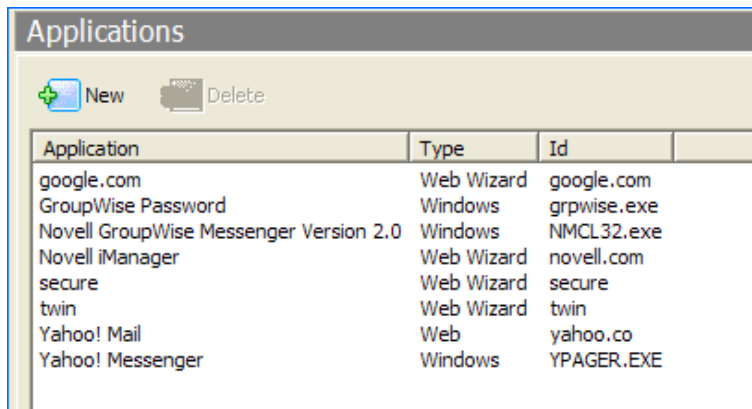 Applications
New Delete
Application Type Id
google.com Web Wizard google.com
GroupWise Password Windows grpwise.exe
Novell GroupWise Messenger Version 2.0 Windows NMCL32.exe
Novell iManager Web Wizard novell.com
secure Web Wizard secure
twin Web Wizard twin
Yahoo! Mail Web yahoo.co
Yahoo! Messenger Windows YPAGER.EXE